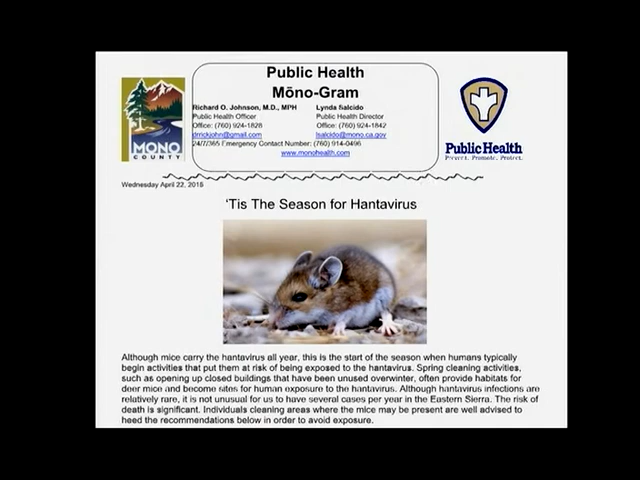 Public Health
Mōno-Gram
Richard O. Johnson, M.D., MPH Lynda Salcido
Public Health Officer Public Health Director
Office: (760) 924-1828 Office: (760) 924-1842
drrickjohn@gmail.com lsalcido@mono.ca.gov
24/7/365 Emergency Contact Number: (760) 914-0496
www.monohealth.com
MONO
COUNTY
Public Health
Prevent. Promote. Protect.
Wednesday April 22, 2015
‘Tis The Season for Hantavirus
Although mice carry the hantavirus all year, this is the start of the season when humans typically
begin activities that put them at risk of being exposed to the hantavirus. Spring cleaning activities,
such as opening up closed buildings that have been unused overwinter, often provide habitats for
deer mice and become sites for human exposure to the hantavirus. Although hantavirus infections are
relatively rare, it is not unusual for us to have several cases per year in the Eastern Sierra. The risk of
death is significant. Individuals cleaning areas where the mice may be present are well advised to
heed the recommendations below in order to avoid exposure.